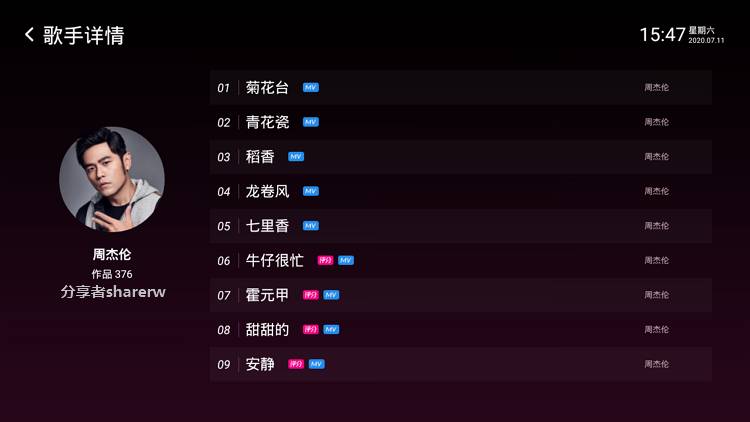 歌手详情
15:47 星期六
2020.07.11
01 菊花台 MV 周杰伦
02 青花瓷 MV 周杰伦
03 稻香 MV 周杰伦
04 龙卷风 MV 周杰伦
05 七里香 MV 周杰伦
06 牛仔很忙 评分 MV 周杰伦
07 霍元甲 评分 MV 周杰伦
08 甜甜的 评分 MV 周杰伦
09 安静 评分 MV 周杰伦
周杰伦
作品 376
分享者sharerw